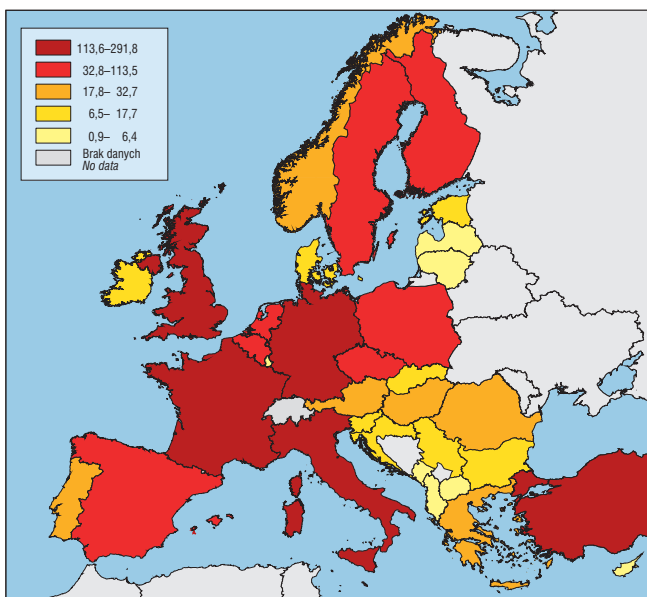 113,6–291,8
32,8–113,5
17,8– 32,7
6,5– 17,7
0,9– 6,4
Brak danych
No data